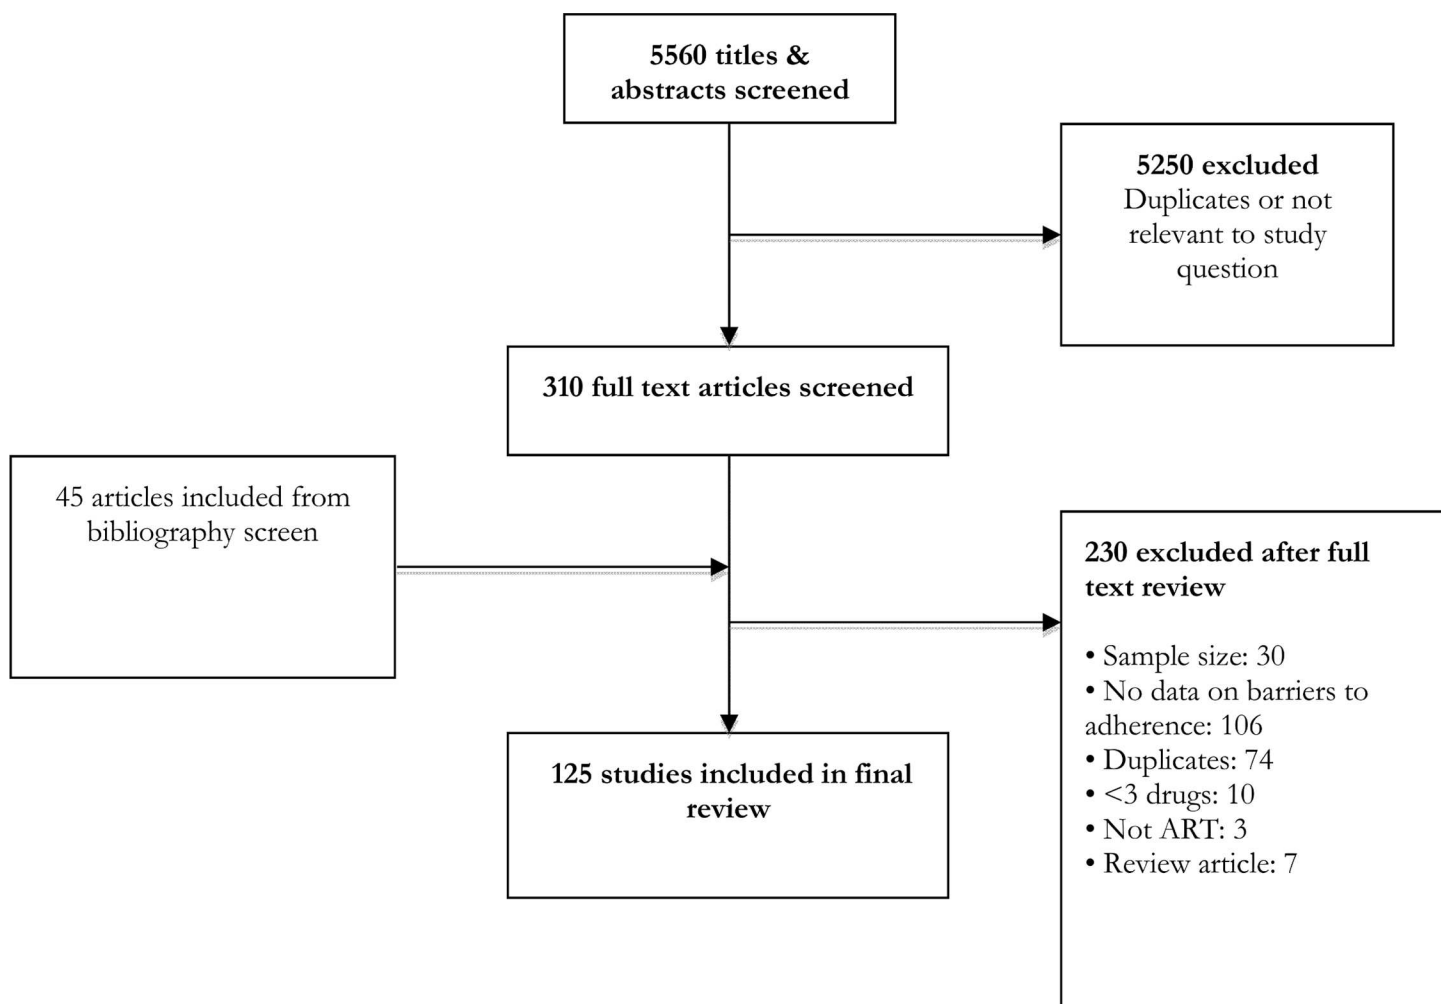 5560 titles &
abstracts screened
5250 excluded
Duplicates or not
relevant to study
question
310 full text articles screened
45 articles included from
bibliography screen
230 excluded after full
text review
• Sample size: 30
• No data on barriers to
adherence: 106
• Duplicates: 74
• <3 drugs: 10
• Not ART: 3
• Review article: 7
125 studies included in final
review